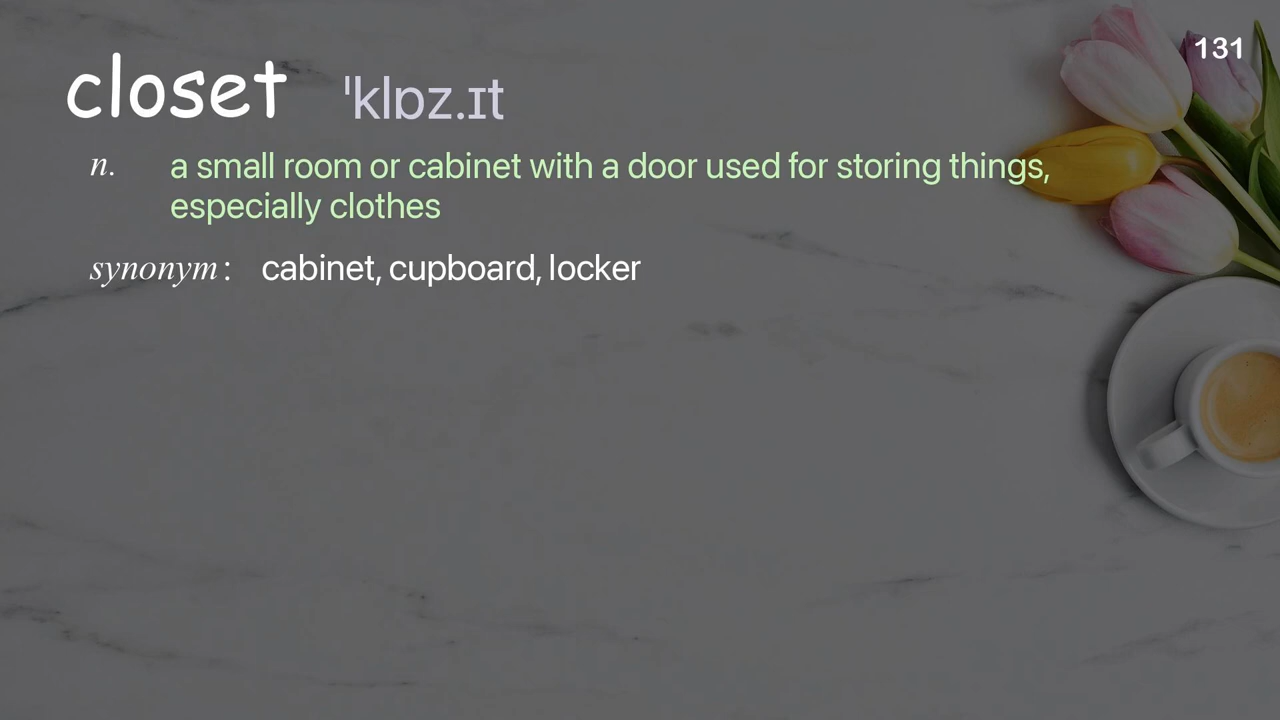 131
closet ˈklɒz.ɪt
n. a small room or cabinet with a door used for storing things,
especially clothes
synonym: cabinet, cupboard, locker